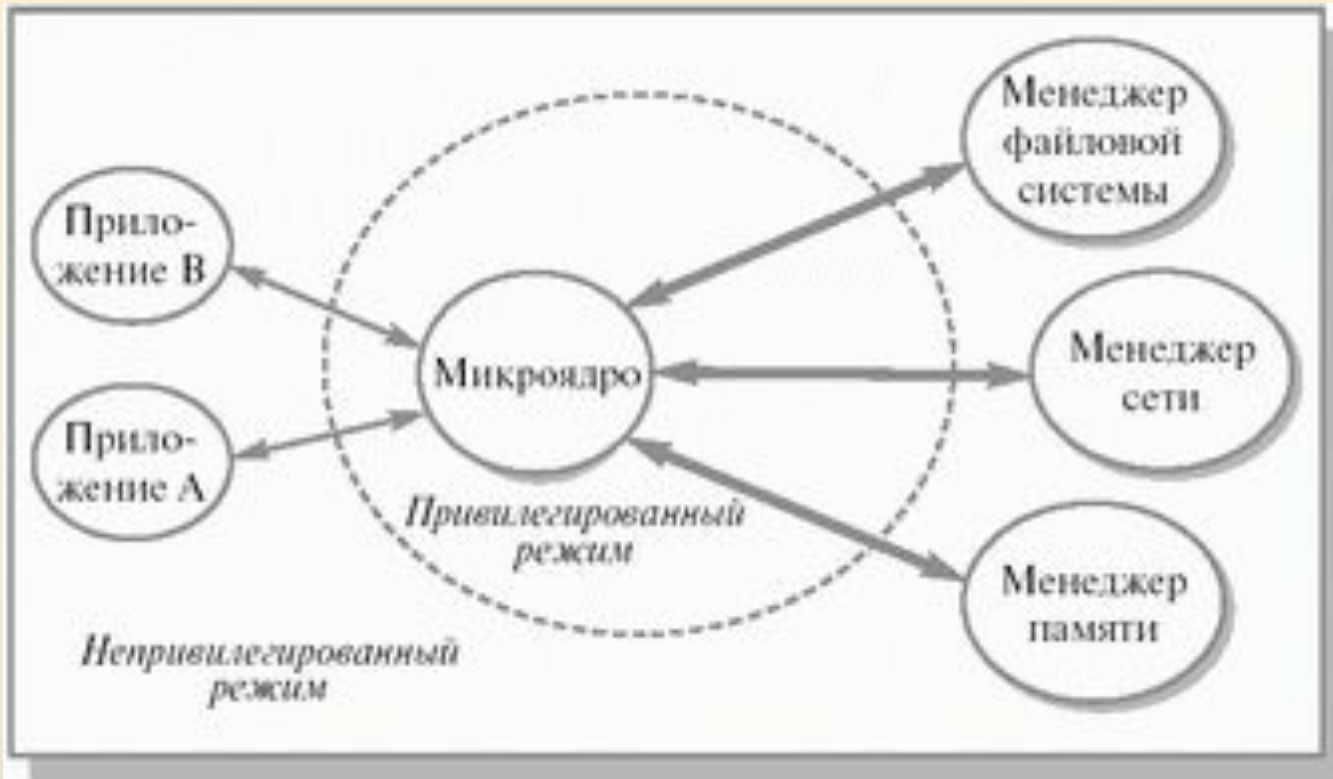 Менеджер
файловой
системы
Прило-
жение В
Менеджер
сети
Микроядро
Прило-
жение А
Привилегированный
режим
Менеджер
памяти
Непривилегированный
режим